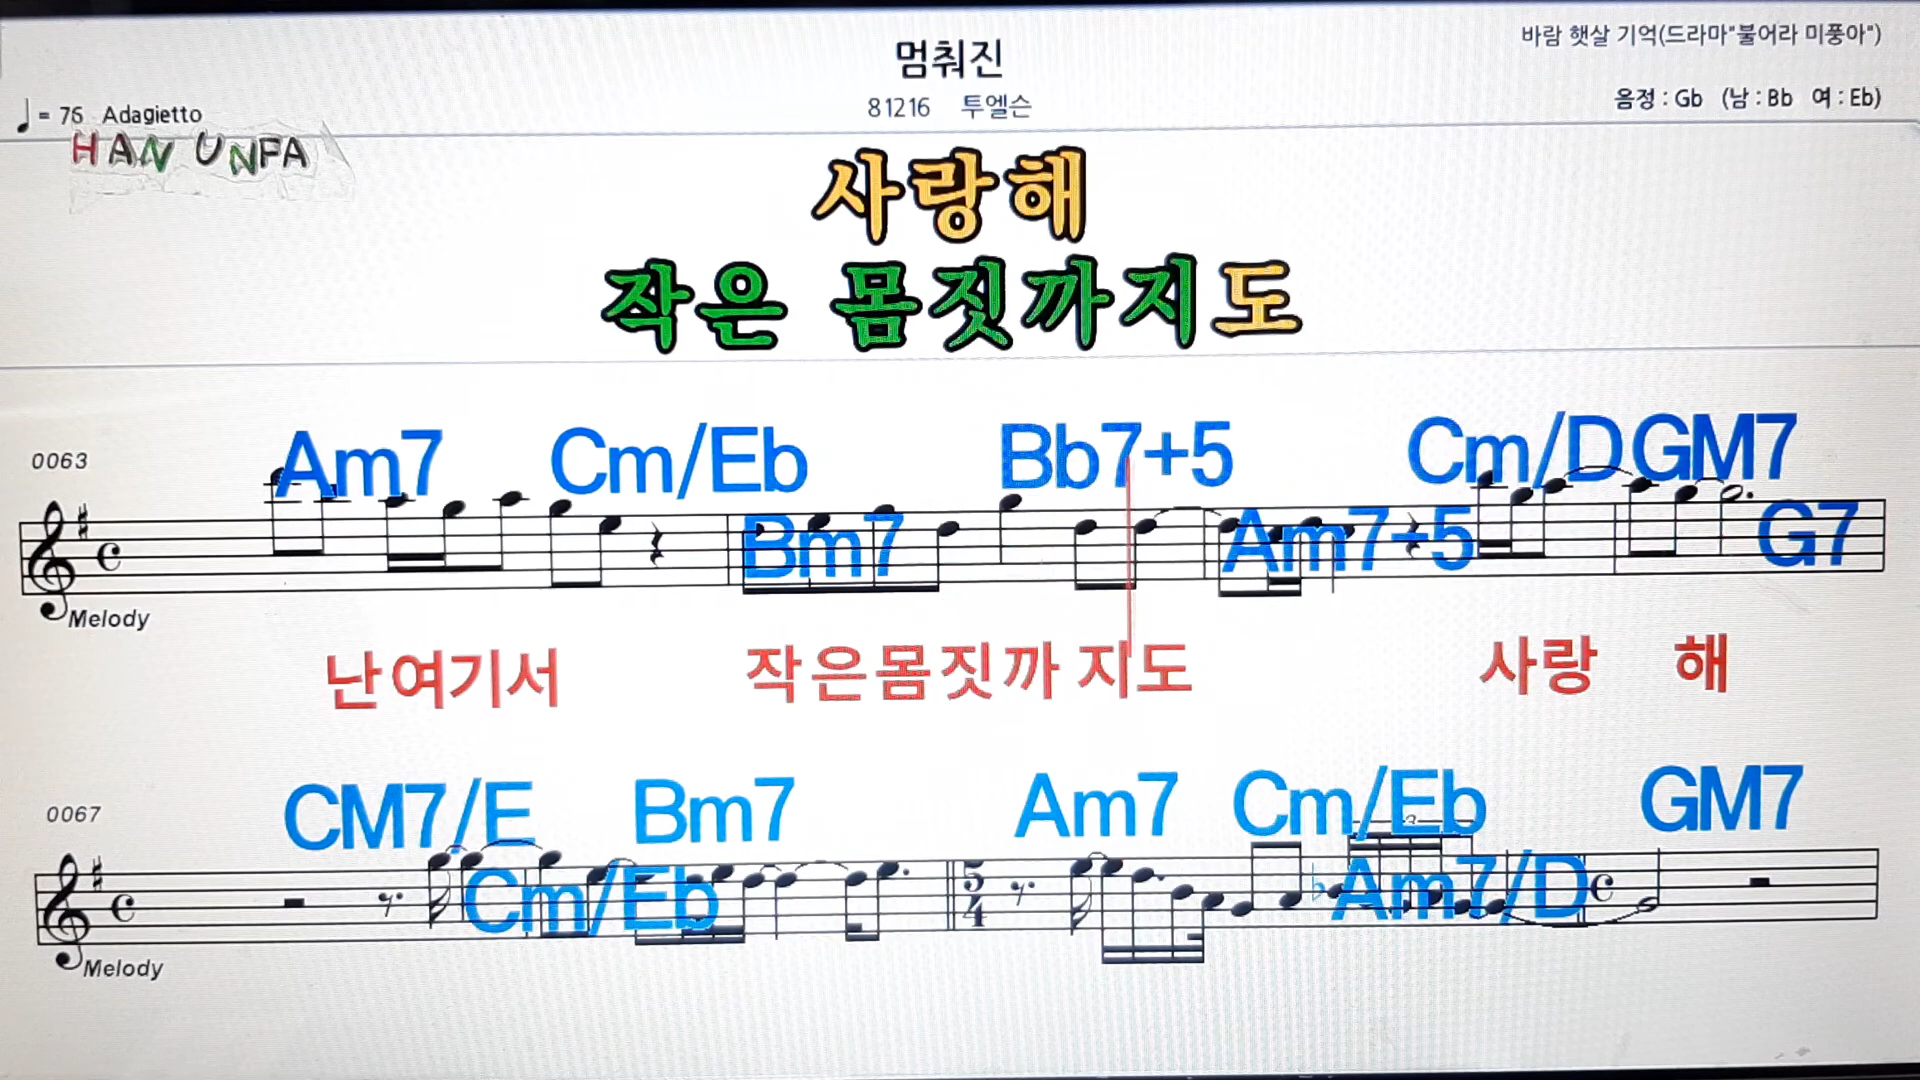 멈춰진
바람 햇살 기억(드라마"불어라 미풍아")
81216 투엘슨
음정 : Gb (남 : Bb 여 : Eb)
♩ = 76 Adagietto
HAN UNFA
사랑해
작은 몸짓까지도
0063
Am7 Cm/Eb Bb7+5 Cm/D GM7
Bm7 Am7+5 G7
Melody
난여기서 작은몸짓까 지도 사랑 해
0067
CM7/E Bm7 Am7 Cm/Eb GM7
3
Cm/Eb 5/4 Am7/D
Melody